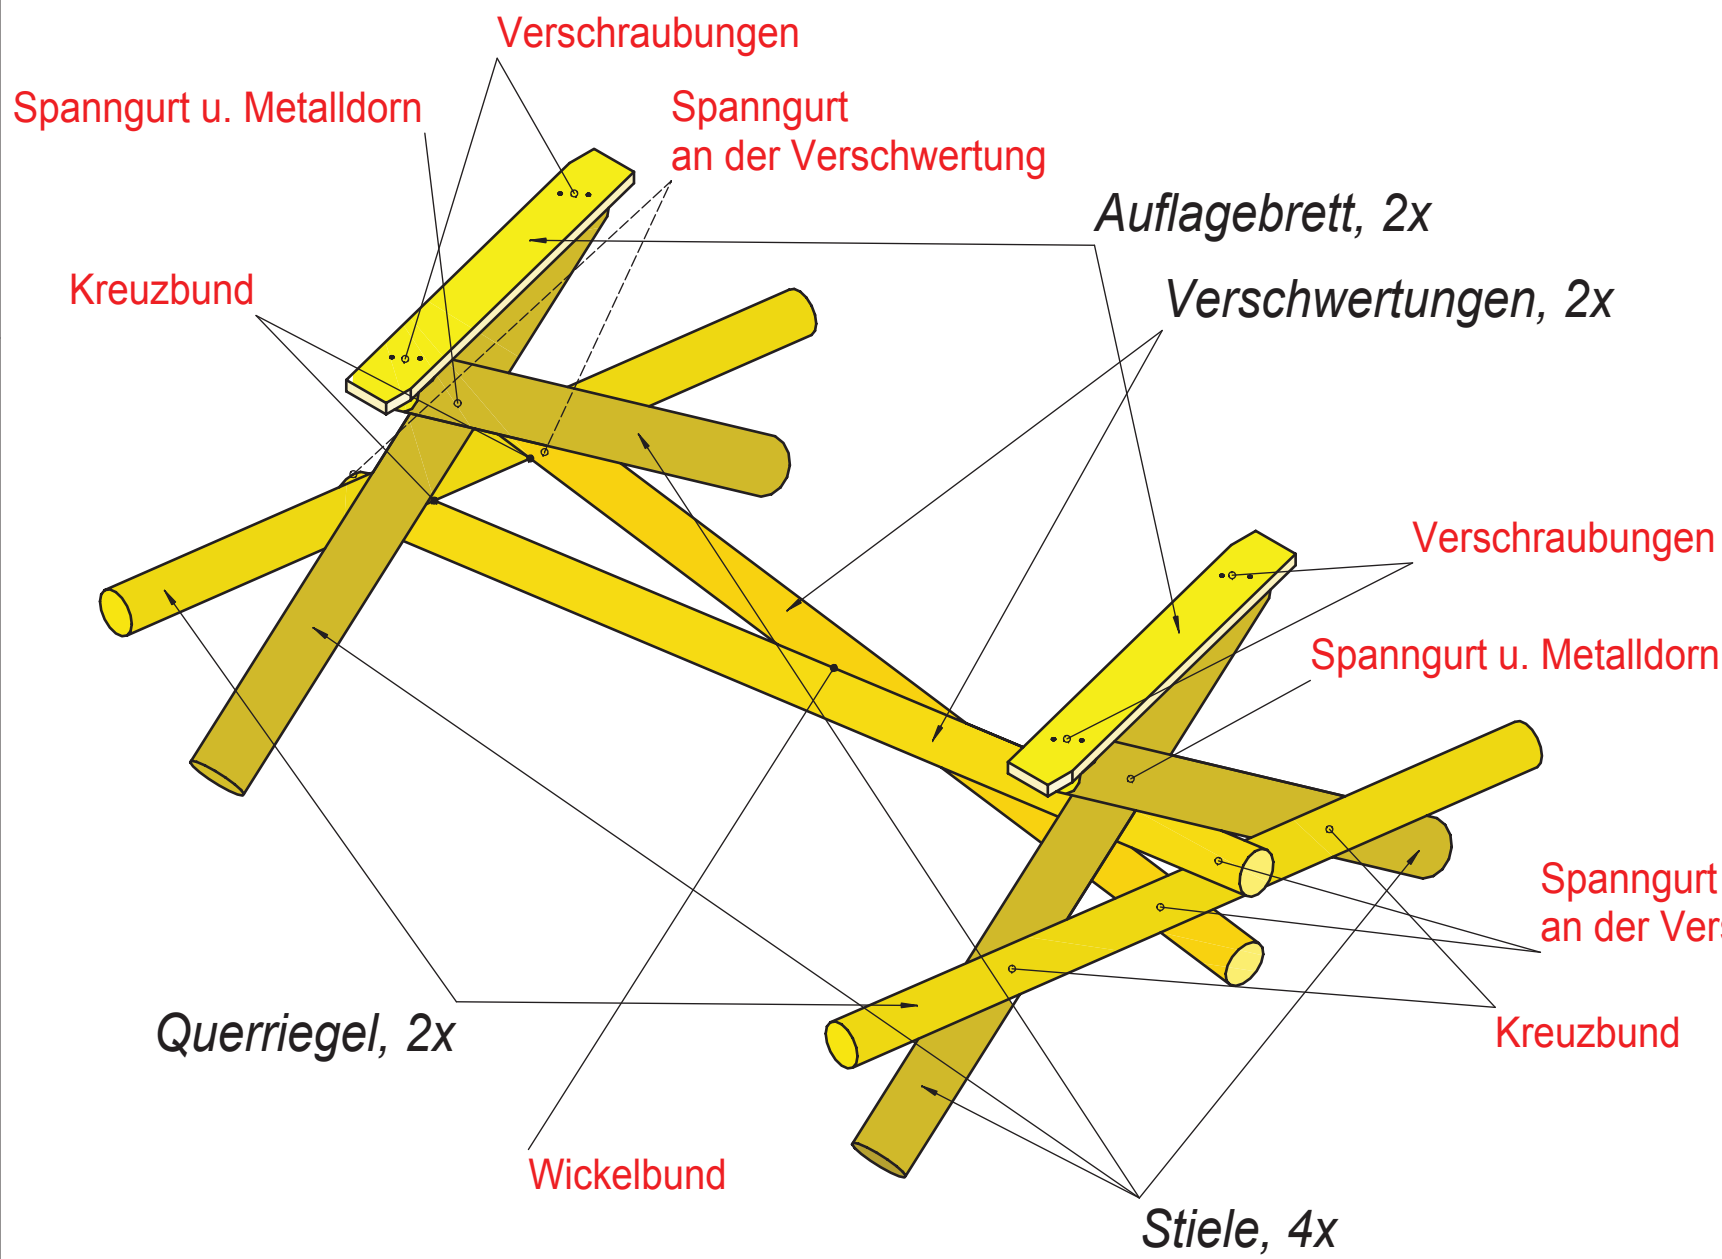 Verschraubungen
Spanngurt u. Metalldorn
Spanngurt
an der Verschwertung
Auflagebrett, 2x
Kreuzbund
Verschwertungen, 2x
Verschraubungen
Spanngurt u. Metalldorn
Spanngurt
an der Vers
Querriegel, 2x
Kreuzbund
Wickelbund
Stiele, 4x